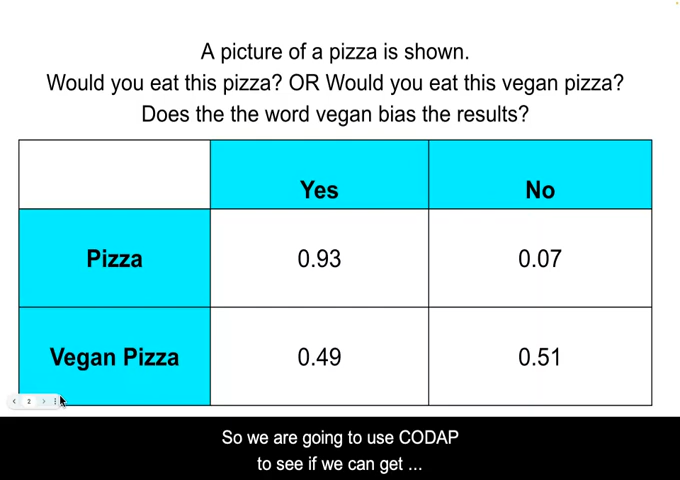 A picture of a pizza is shown.
Would you eat this pizza? OR Would you eat this vegan pizza?
Does the the word vegan bias the results?
Yes No
Pizza 0.93 0.07
Vegan Pizza 0.49 0.51
2
So we are going to use CODAP
to see if we can get ...